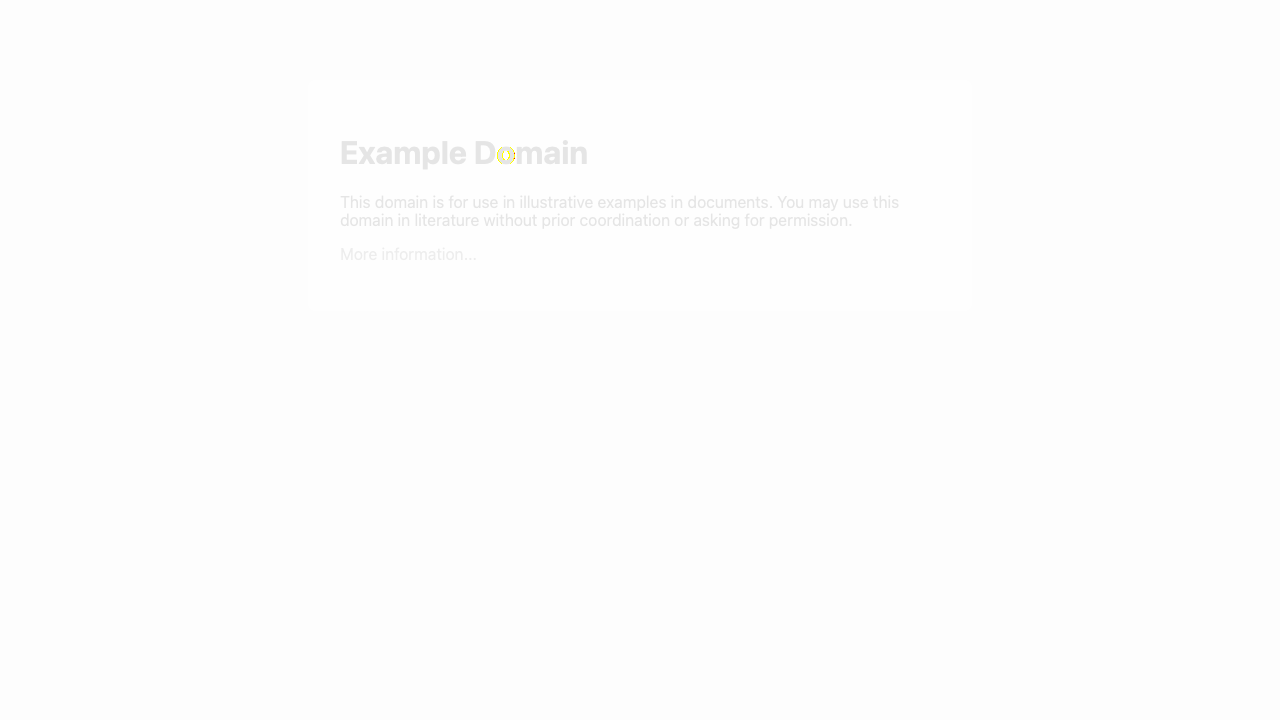 Example Domain
This domain is for use in illustrative examples in documents. You may use this
domain in literature without prior coordination or asking for permission.
More information...